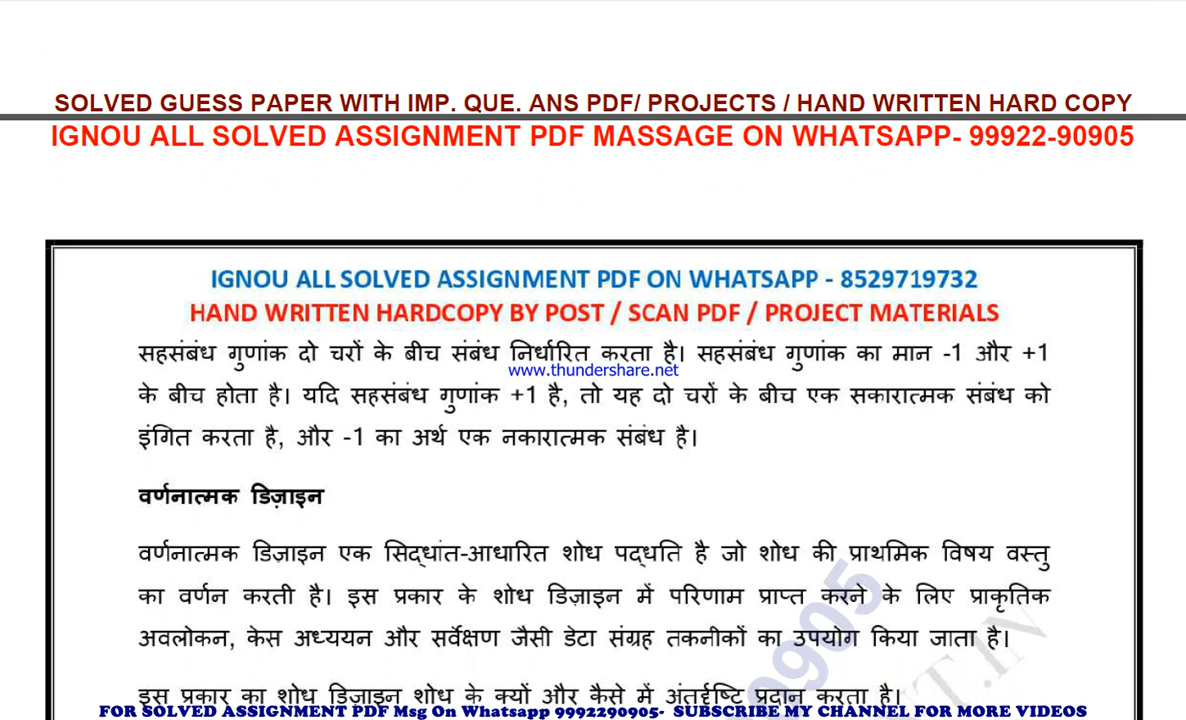 SOLVED GUESS PAPER WITH IMP. QUE. ANS PDF/ PROJECTS / HAND WRITTEN HARD COPY
IGNOU ALL SOLVED ASSIGNMENT PDF MASSAGE ON WHATSAPP- 99922-90905
IGNOU ALL SOLVED ASSIGNMENT PDF ON WHATSAPP - 8529719732
HAND WRITTEN HARDCOPY BY POST / SCAN PDF / PROJECT MATERIALS
सहसंबंध गुणांक दो चरों के बीच संबंध निर्धारित करता है। सहसंबंध गुणांक का मान -1 और +1
www.thundershare.net
के बीच होता है। यदि सहसंबंध गुणांक +1 है, तो यह दो चरों के बीच एक सकारात्मक संबंध को
इंगित करता है, और -1 का अर्थ एक नकारात्मक संबंध है।
वर्णनात्मक डिज़ाइन
वर्णनात्मक डिज़ाइन एक सिद्धांत-आधारित शोध पद्धति है जो शोध की प्राथमिक विषय वस्तु
का वर्णन करती है। इस प्रकार के शोध डिज़ाइन में परिणाम प्राप्त करने के लिए प्राकृतिक
अवलोकन, केस अध्ययन और सर्वेक्षण जैसी डेटा संग्रह तकनीकों का उपयोग किया जाता है।
इस प्रकार का शोध डिज़ाइन शोध के क्यों और कैसे में अंतर्दृष्टि प्रदान करता है।
FOR SOLVED ASSIGNMENT PDF Msg On Whatsapp 9992290905- SUBSCRIBE MY CHANNEL FOR MORE VIDEOS